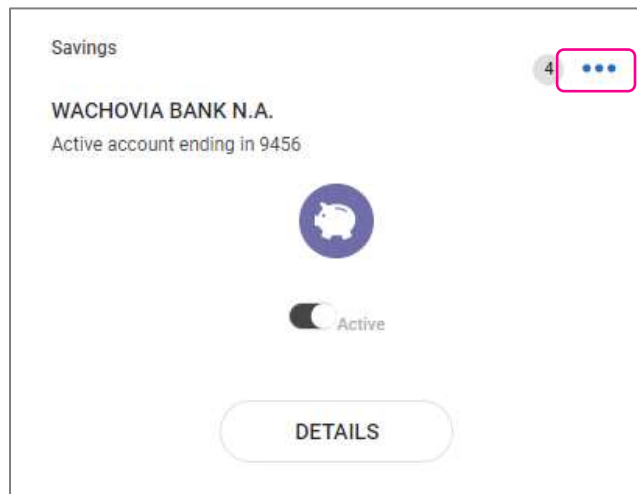 Savings
4 •••
WACHOVIA BANK N.A.
Active account ending in 9456
Active
DETAILS